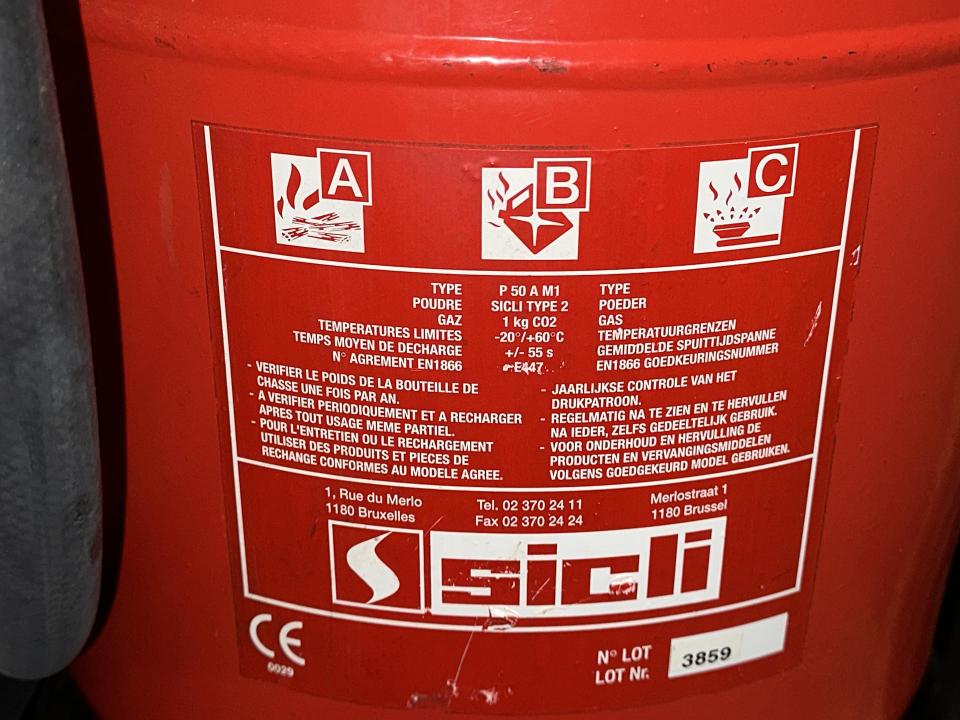 A
B
C
TYPE P 50 A M1 TYPE
POUDRE SICLI TYPE 2 POEDER
GAZ 1 kg CO2 GAS
TEMPERATURES LIMITES -20°/+60°C TEMPERATUURGRENZEN
TEMPS MOYEN DE DECHARGE +/- 55 s GEMIDDELDE SPUITTIJDSPANNE
N° AGREMENT EN1866 E447 EN1866 GOEDKEURINGSNUMMER
- VERIFIER LE POIDS DE LA BOUTEILLE DE
CHASSE UNE FOIS PAR AN.
- A VERIFIER PERIODIQUEMENT ET A RECHARGER
APRES TOUT USAGE MEME PARTIEL.
- POUR L'ENTRETIEN OU LE RECHARGEMENT
UTILISER DES PRODUITS ET PIECES DE
RECHANGE CONFORMES AU MODELE AGREE.
- JAARLIJKSE CONTROLE VAN HET
DRUKPATROON.
- REGELMATIG NA TE ZIEN EN TE HERVULLEN
NA IEDER, ZELFS GEDEELTELIJK GEBRUIK.
- VOOR ONDERHOUD EN HERVULLING DE
PRODUCTEN EN VERVANGINGSMIDDELEN
VOLGENS GOEDGEKEURD MODEL GEBRUIKEN.
1, Rue du Merlo
1180 Bruxelles
Tel. 02 370 24 11
Fax 02 370 24 24
Merlostraat 1
1180 Brussel
sicli
CE
0029
N° LOT
LOT Nr.
3859